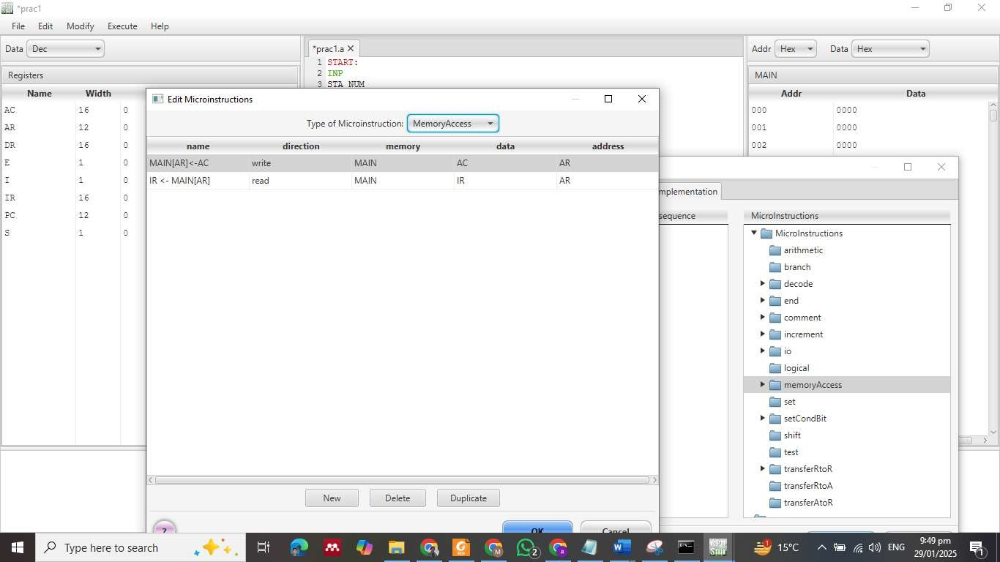 *prac1
File Edit Modify Execute Help
Data Dec
*prac1.a
Addr Hex Data Hex
1 START:
2 INP
3 STA NUM
Registers
Name Width
AC 16 0
AR 12 0
DR 16 0
E 1 0
I 1 0
IR 16 0
PC 12 0
S 1 0
MAIN
Addr Data
000 0000
001 0000
002 0000
Edit Microinstructions
Type of Microinstruction: MemoryAccess
name direction memory data address
MAIN[AR]<-AC write MAIN AC AR
IR <- MAIN[AR] read MAIN IR AR
New Delete Duplicate
? OK Cancel
mplementation
sequence
MicroInstructions
MicroInstructions
arithmetic
branch
decode
end
comment
increment
io
logical
memoryAccess
set
setCondBit
shift
test
transferRtoR
transferRtoA
transferAtoR
Type here to search
2
15°C
ENG
9:49 pm
29/01/2025
1